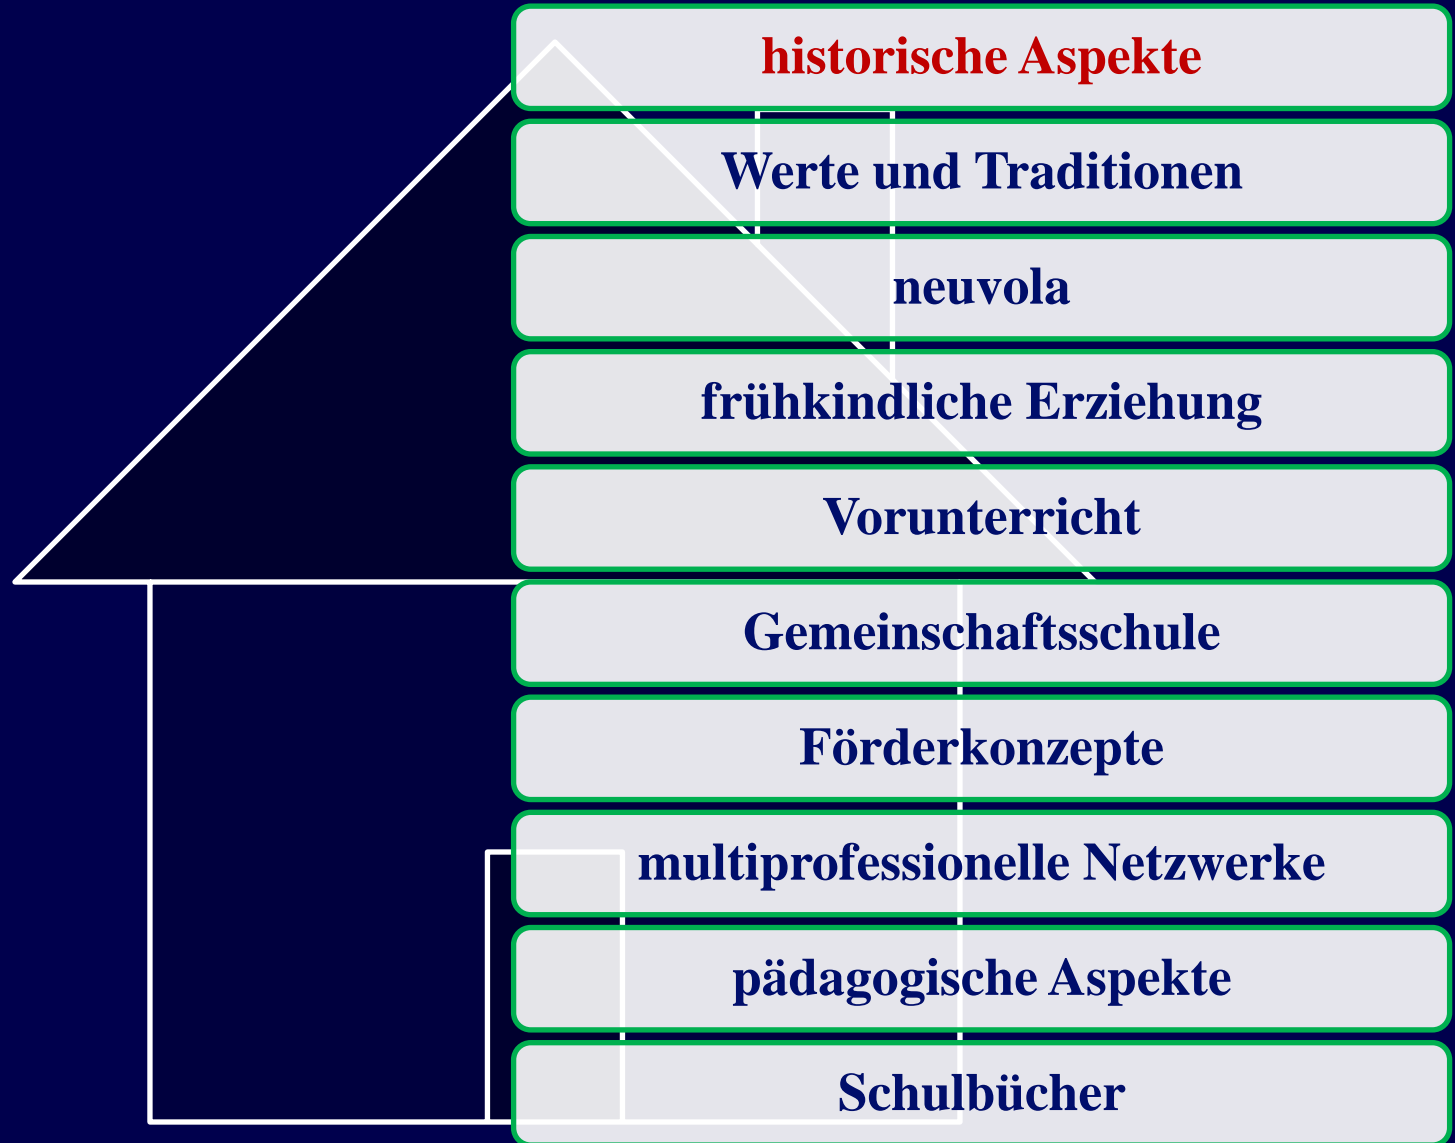 historische Aspekte
Werte und Traditionen
neuvola
frühkindliche Erziehung
Vorunterricht
Gemeinschaftsschule
Förderkonzepte
multiprofessionelle Netzwerke
pädagogische Aspekte
Schulbücher